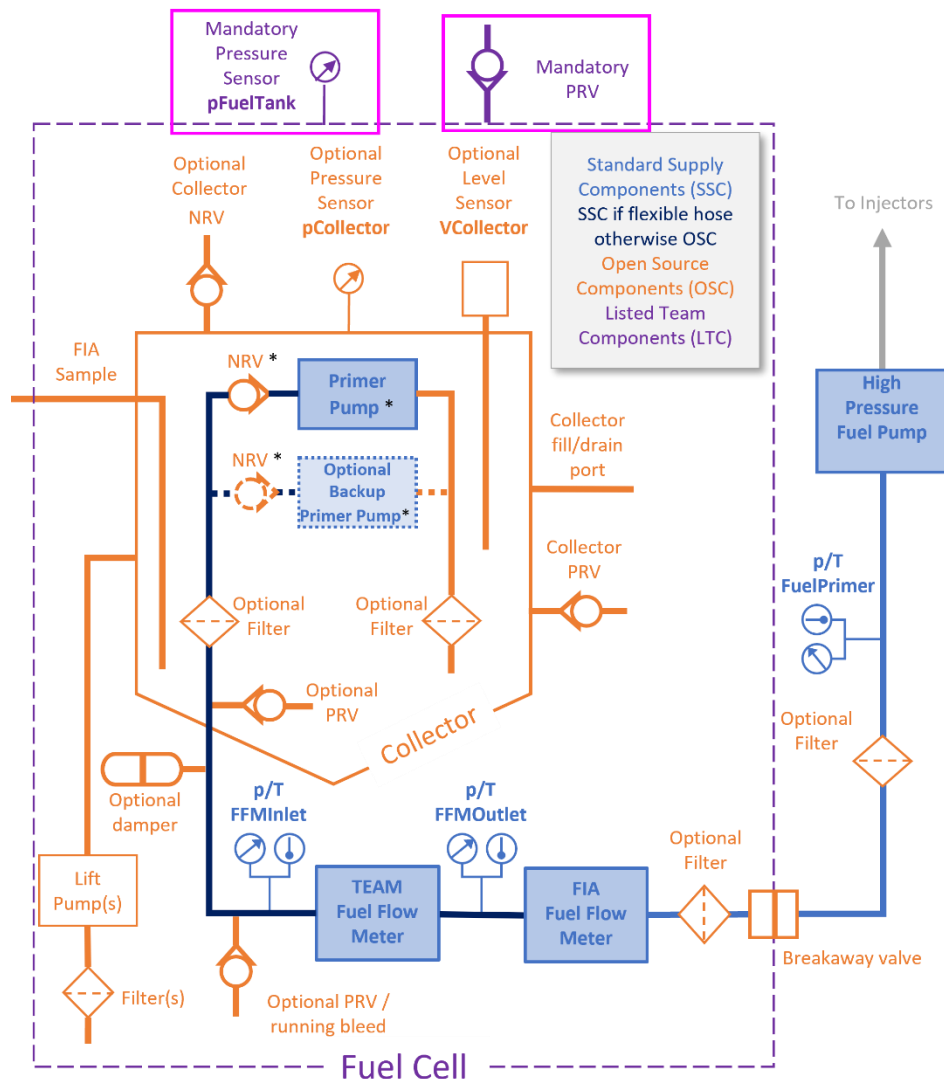 Mandatory
Pressure
Sensor
pFuelTank
Mandatory
PRV
Optional
Collector
NRV
Optional
Pressure
Sensor
pCollector
Optional
Level
Sensor
VCollector
Standard Supply
Components (SSC)
SSC if flexible hose
otherwise OSC
Open Source
Components (OSC)
Listed Team
Components (LTC)
To Injectors
FIA
Sample
NRV *
Primer
Pump *
High
Pressure
Fuel Pump
NRV *
Optional
Backup
Primer Pump*
Collector
fill/drain
port
Collector
PRV
p/T
FuelPrimer
Optional
Filter
Optional
Filter
Optional
PRV
Collector
Optional
Filter
Optional
damper
p/T
FFMInlet
p/T
FFMOutlet
Optional
Filter
Lift
Pump(s)
TEAM
Fuel Flow
Meter
FIA
Fuel Flow
Meter
Breakaway valve
Filter(s)
Optional PRV /
running bleed
Fuel Cell